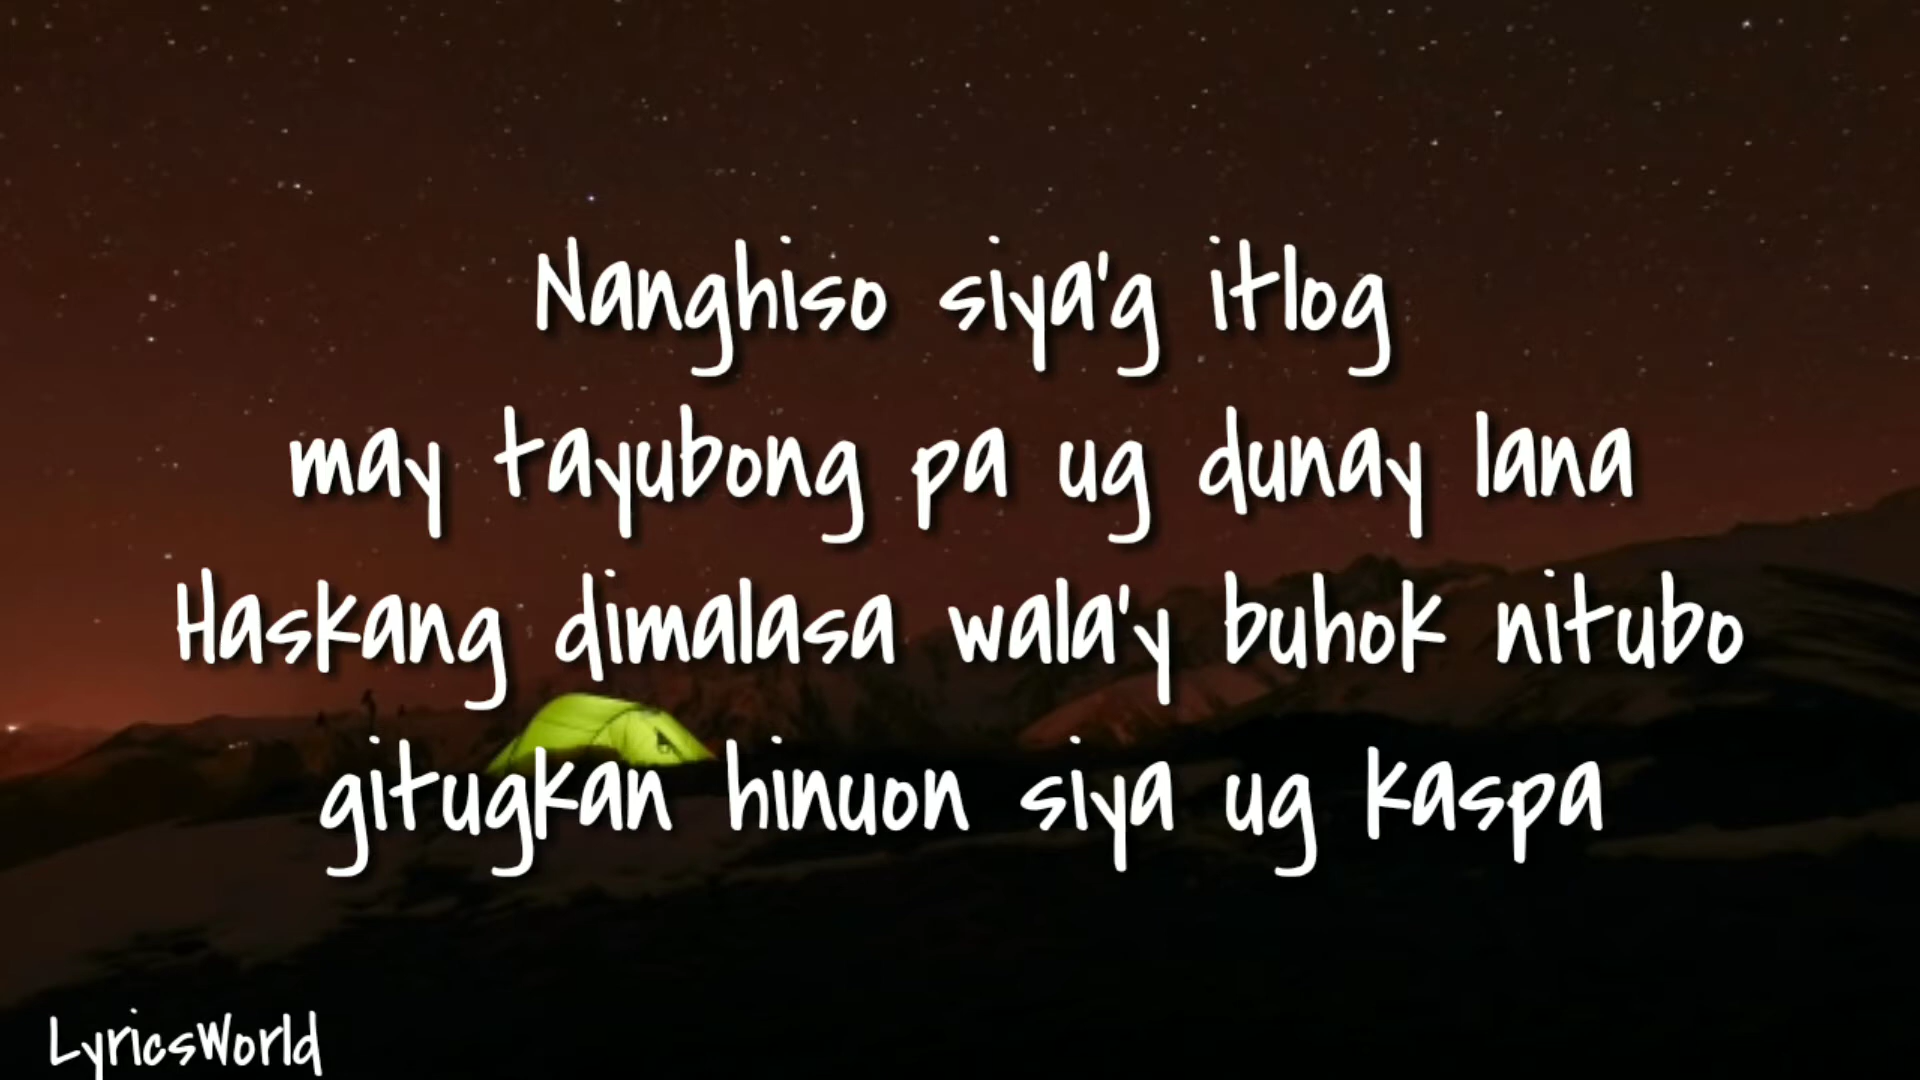 Nanghiso siya'g itlog
may tayubong pa ug dunay lana
Haskang dimalasa wala'y buhok nitubo
gitugkan hinuon siya ug kaspa
LyricsWorld